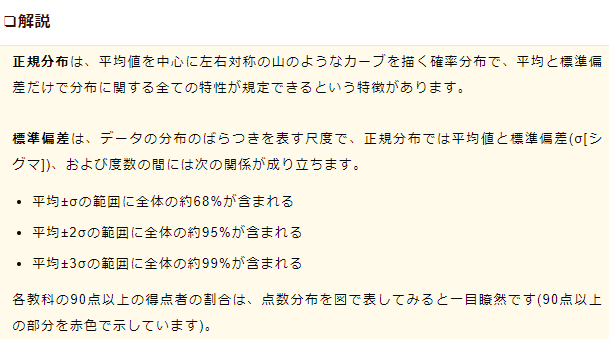 ❏解説
正規分布は、平均値を中心に左右対称の山のようなカーブを描く確率分布で、平均と標準偏
差だけで分布に関する全ての特性が規定できるという特徴があります。
標準偏差は、データの分布のばらつきを表す尺度で、正規分布では平均値と標準偏差(σ[シ
グマ])、および度数の間には次の関係が成り立ちます。
• 平均±σの範囲に全体の約68%が含まれる
• 平均±2σの範囲に全体の約95%が含まれる
• 平均±3σの範囲に全体の約99%が含まれる
各教科の90点以上の得点者の割合は、点数分布を図で表してみると一目瞭然です(90点以上
の部分を赤色で示しています)。